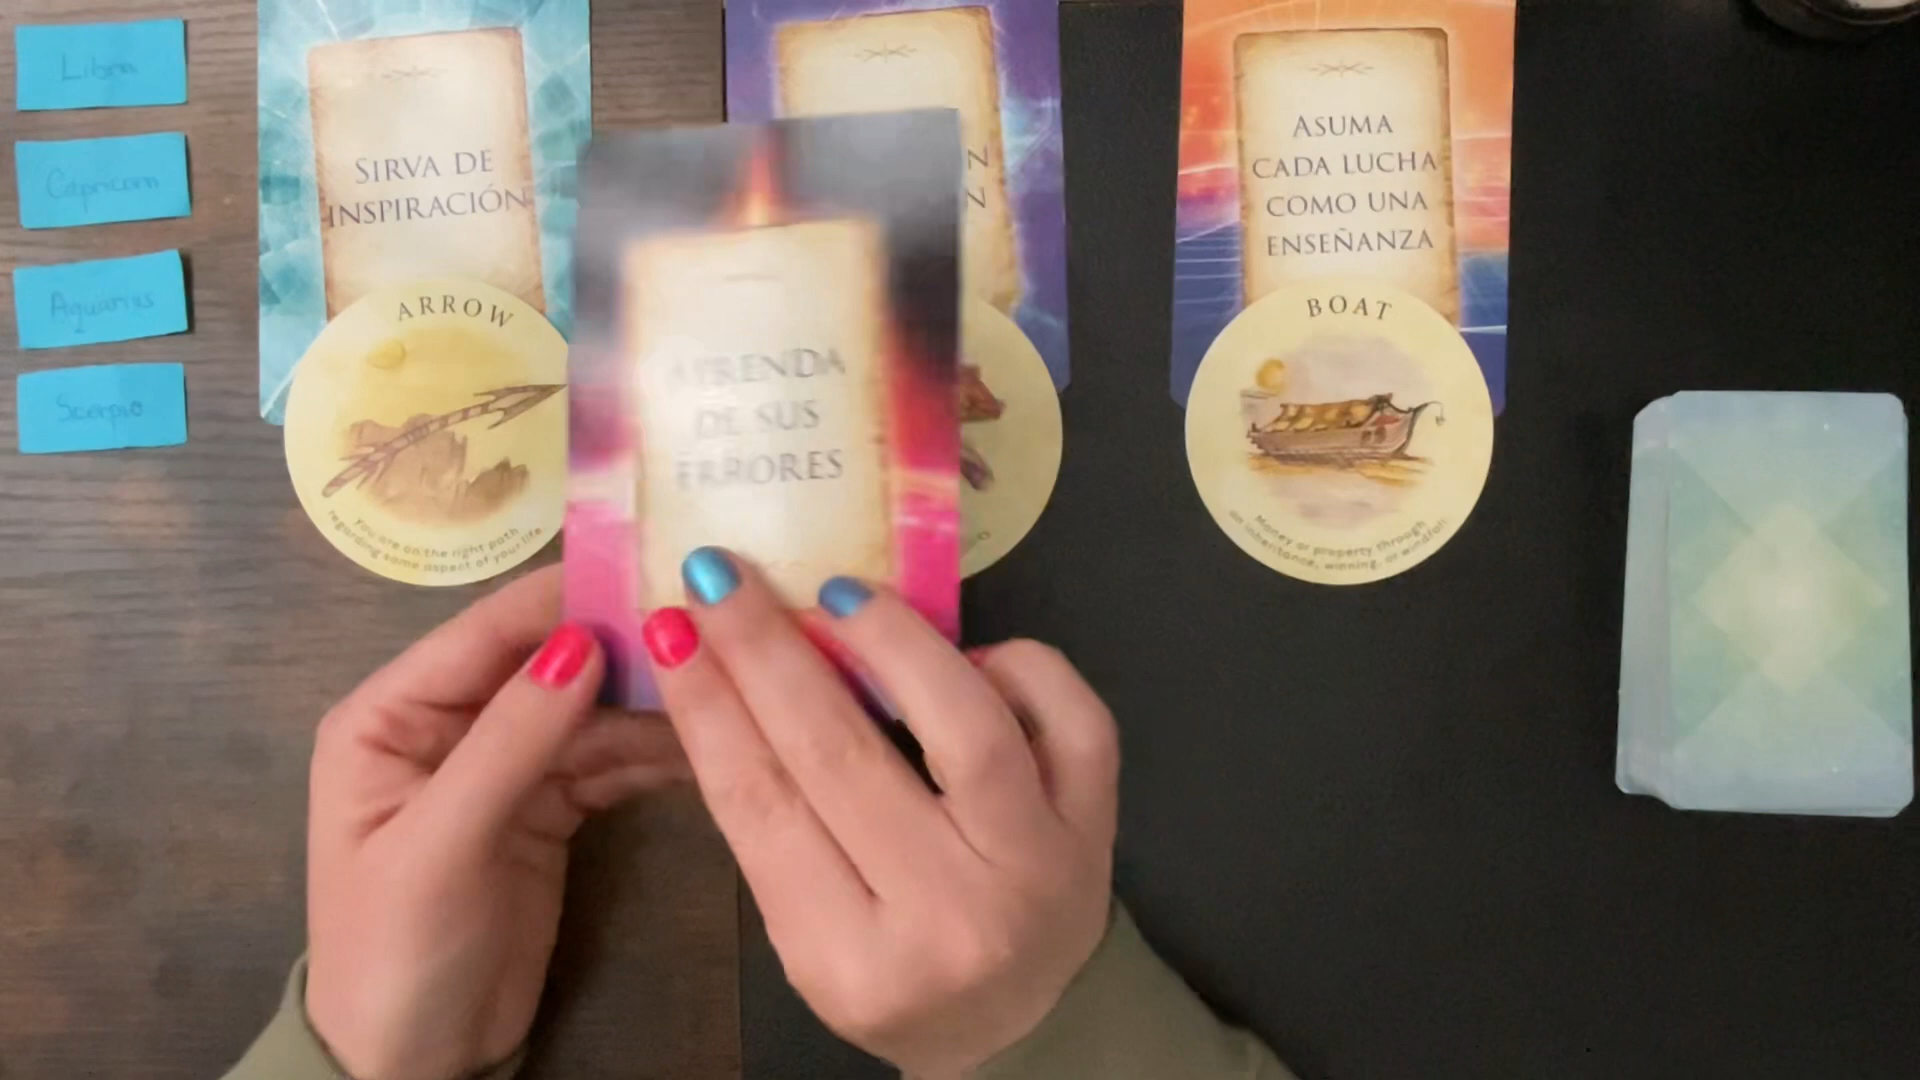 Libra
Capricorn
Aquarius
Scorpio
SIRVA DE
INSPIRACIÓN
ARROW
You are on the right path
regarding some aspect of your life
APRENDA
DE SUS
ERRORES
ASUMA
CADA LUCHA
COMO UNA
ENSEÑANZA
BOAT
Money or property through
an inheritance, winning, or windfall